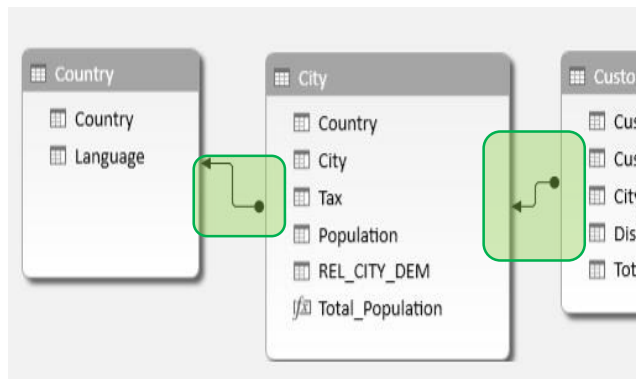 Country
Country
Language
City
Country
City
Tax
Population
REL_CITY_DEM
Total_Population